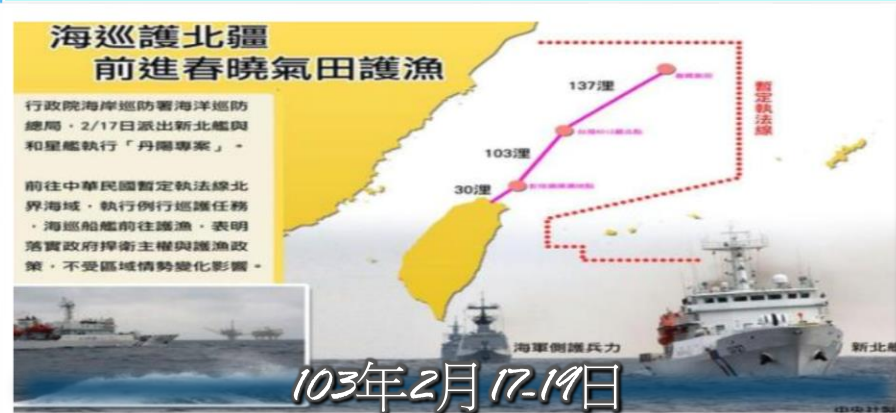 海巡護北疆
前進春曉氣田護漁
行政院海岸巡防署海洋巡防
總局，2/17日派出新北艦與
和星艦執行「丹陽專案」。
前往中華民國暫定執法線北
界海域，執行例行巡護任務
，海巡船艦前往護漁，表明
落實政府捍衛主權與護漁政
策，不受區域情勢變化影響。
137浬
103浬
30浬
暫定執法線
海軍側護兵力
新北艦
103年2月17-19日